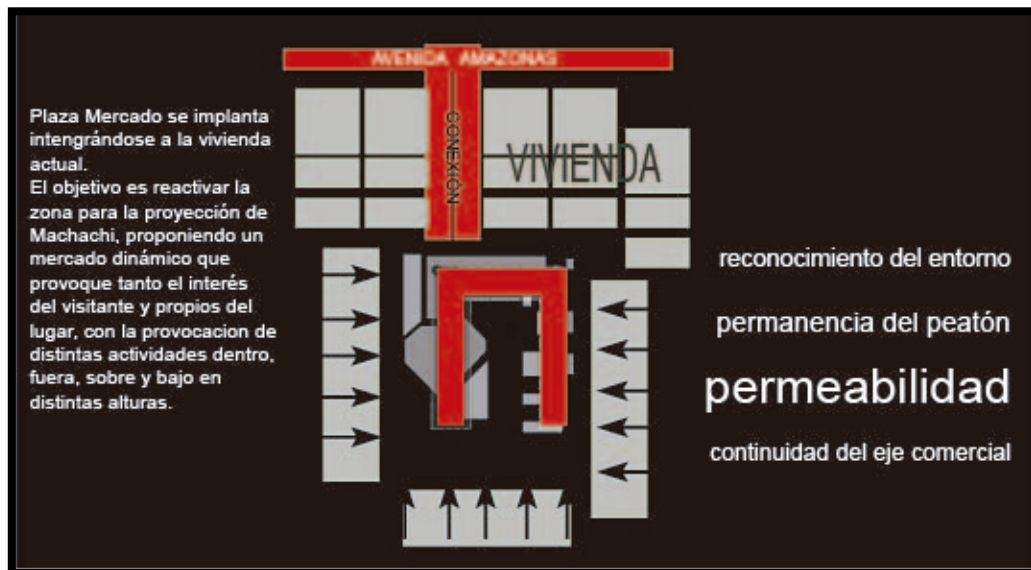 AVENIDA AMAZONAS
CONEXIÓN
VIVIENDA
Plaza Mercado se implanta
intengrándose a la vivienda
actual.
El objetivo es reactivar la
zona para la proyección de
Machachi, proponiendo un
mercado dinámico que
provoque tanto el interés
del visitante y propios del
lugar, con la provocacion de
distintas actividades dentro,
fuera, sobre y bajo en
distintas alturas.
reconocimiento del entorno
permanencia del peatón
permeabilidad
continuidad del eje comercial